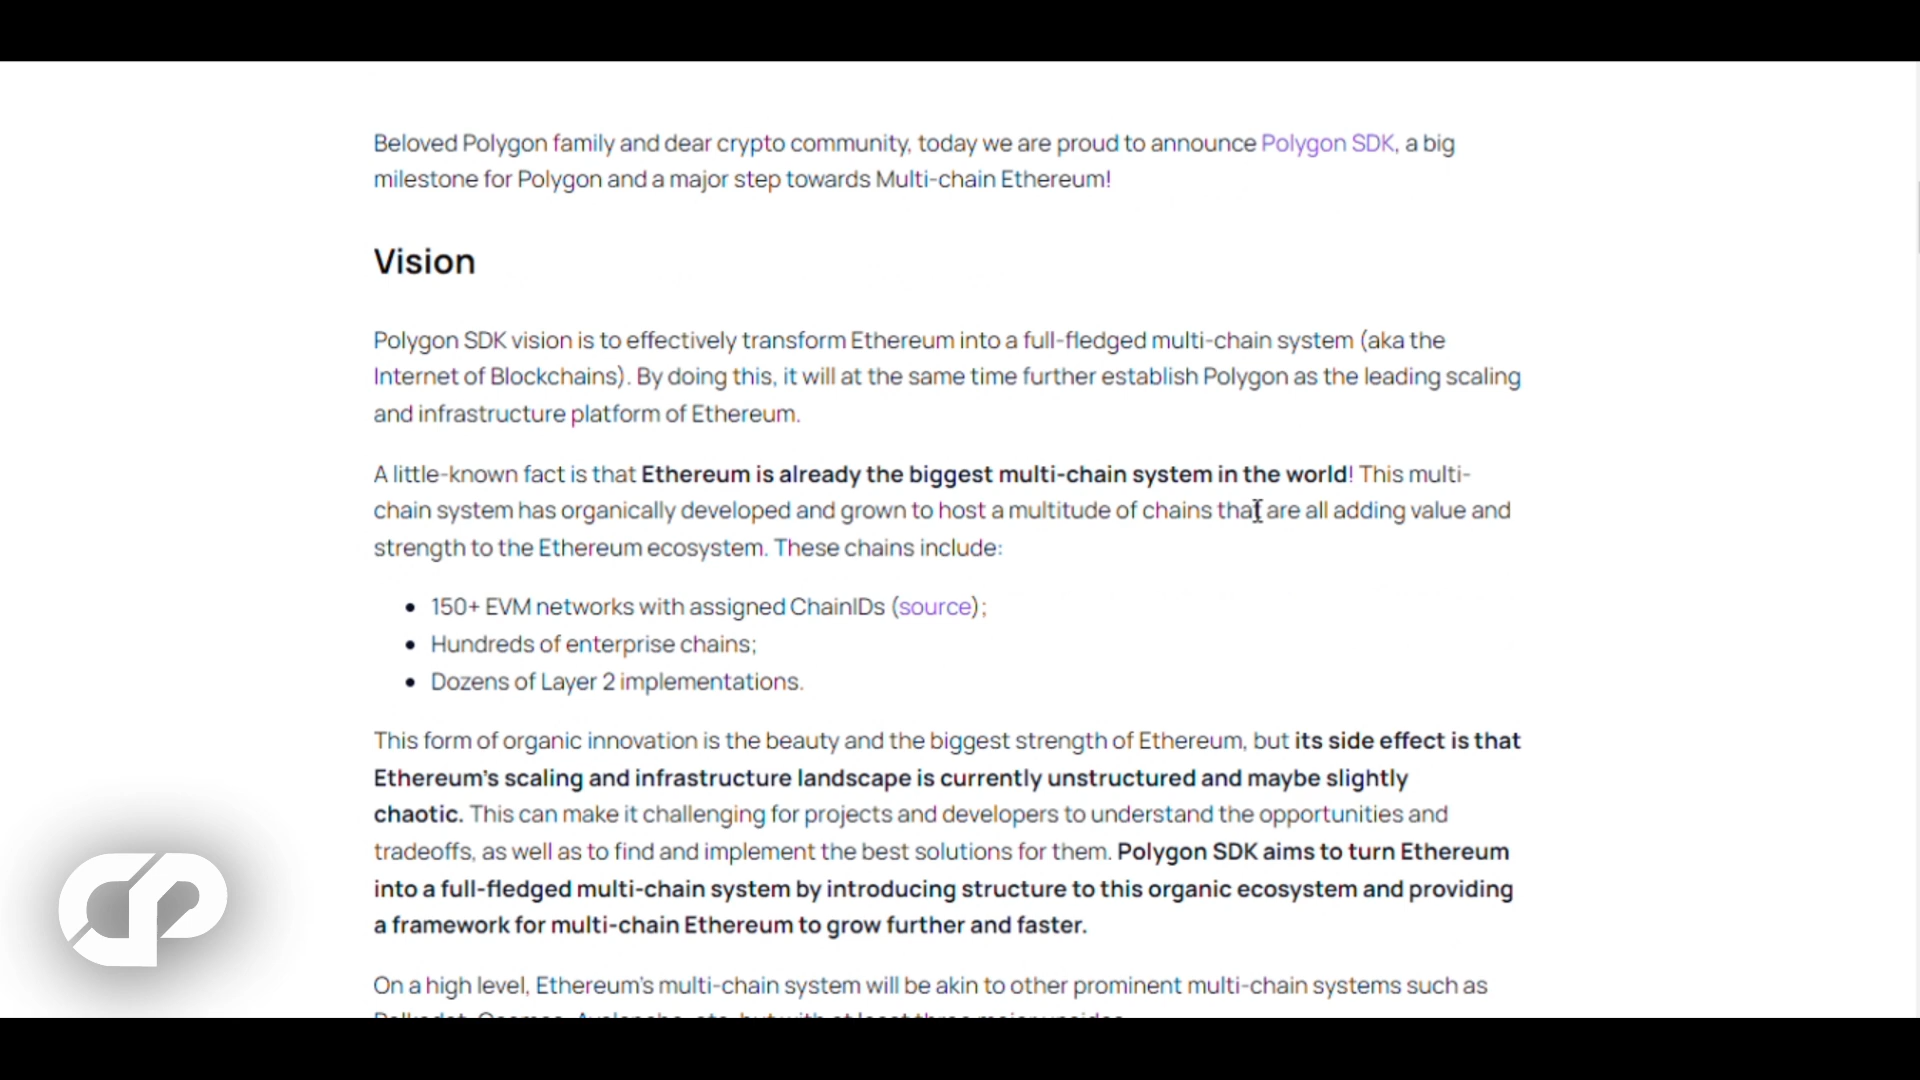 Beloved Polygon family and dear crypto community, today we are proud to announce Polygon SDK, a big
milestone for Polygon and a major step towards Multi-chain Ethereum!
Vision
Polygon SDK vision is to effectively transform Ethereum into a full-fledged multi-chain system (aka the
Internet of Blockchains). By doing this, it will at the same time further establish Polygon as the leading scaling
and infrastructure platform of Ethereum.
A little-known fact is that Ethereum is already the biggest multi-chain system in the world! This multi-
chain system has organically developed and grown to host a multitude of chains that are all adding value and
strength to the Ethereum ecosystem. These chains include:
• 150+ EVM networks with assigned ChainIDs (source);
• Hundreds of enterprise chains;
• Dozens of Layer 2 implementations.
This form of organic innovation is the beauty and the biggest strength of Ethereum, but its side effect is that
Ethereum's scaling and infrastructure landscape is currently unstructured and maybe slightly
chaotic. This can make it challenging for projects and developers to understand the opportunities and
tradeoffs, as well as to find and implement the best solutions for them. Polygon SDK aims to turn Ethereum
into a full-fledged multi-chain system by introducing structure to this organic ecosystem and providing
a framework for multi-chain Ethereum to grow further and faster.
On a high level, Ethereum's multi-chain system will be akin to other prominent multi-chain systems such as